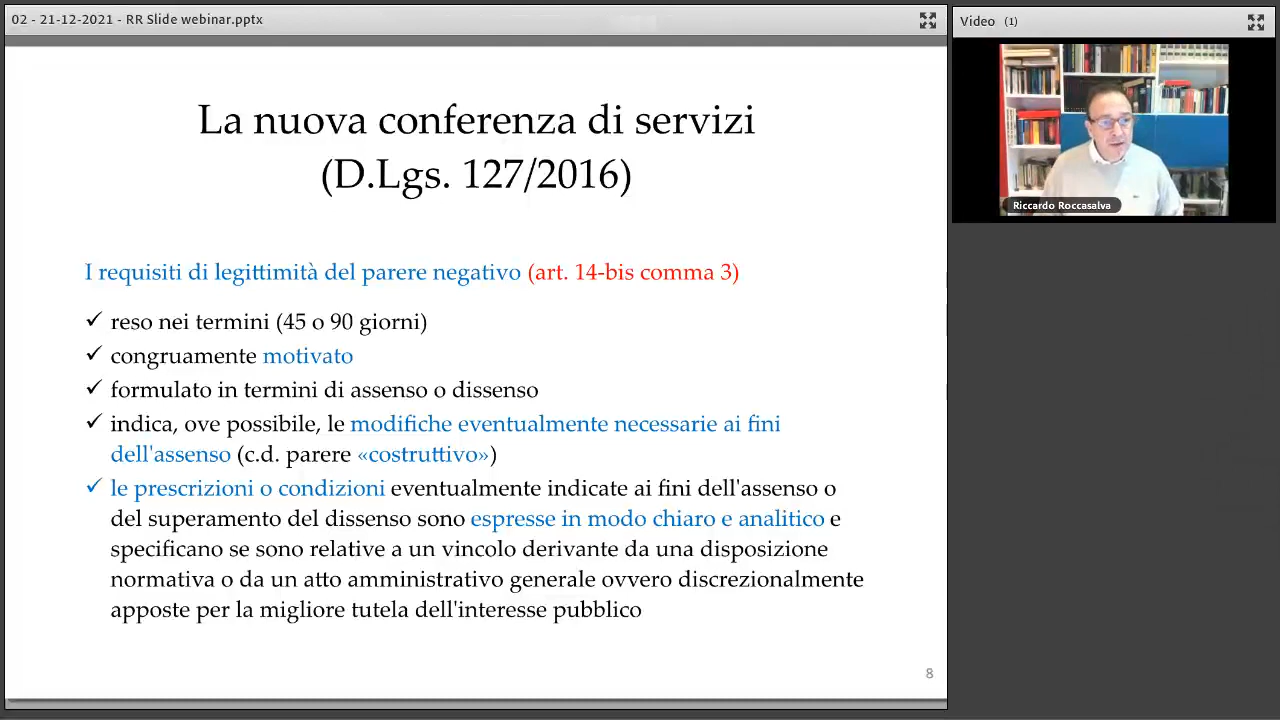 02 - 21-12-2021 - RR Slide webinar.pptx
Video (1)
Riccardo Roccasalva
La nuova conferenza di servizi
(D.Lgs. 127/2016)
I requisiti di legittimità del parere negativo (art. 14-bis comma 3)
✓ reso nei termini (45 o 90 giorni)
✓ congruamente motivato
✓ formulato in termini di assenso o dissenso
✓ indica, ove possibile, le modifiche eventualmente necessarie ai fini
dell'assenso (c.d. parere «costruttivo»)
✓ le prescrizioni o condizioni eventualmente indicate ai fini dell'assenso o
del superamento del dissenso sono espresse in modo chiaro e analitico e
specificano se sono relative a un vincolo derivante da una disposizione
normativa o da un atto amministrativo generale ovvero discrezionalmente
apposte per la migliore tutela dell'interesse pubblico
8